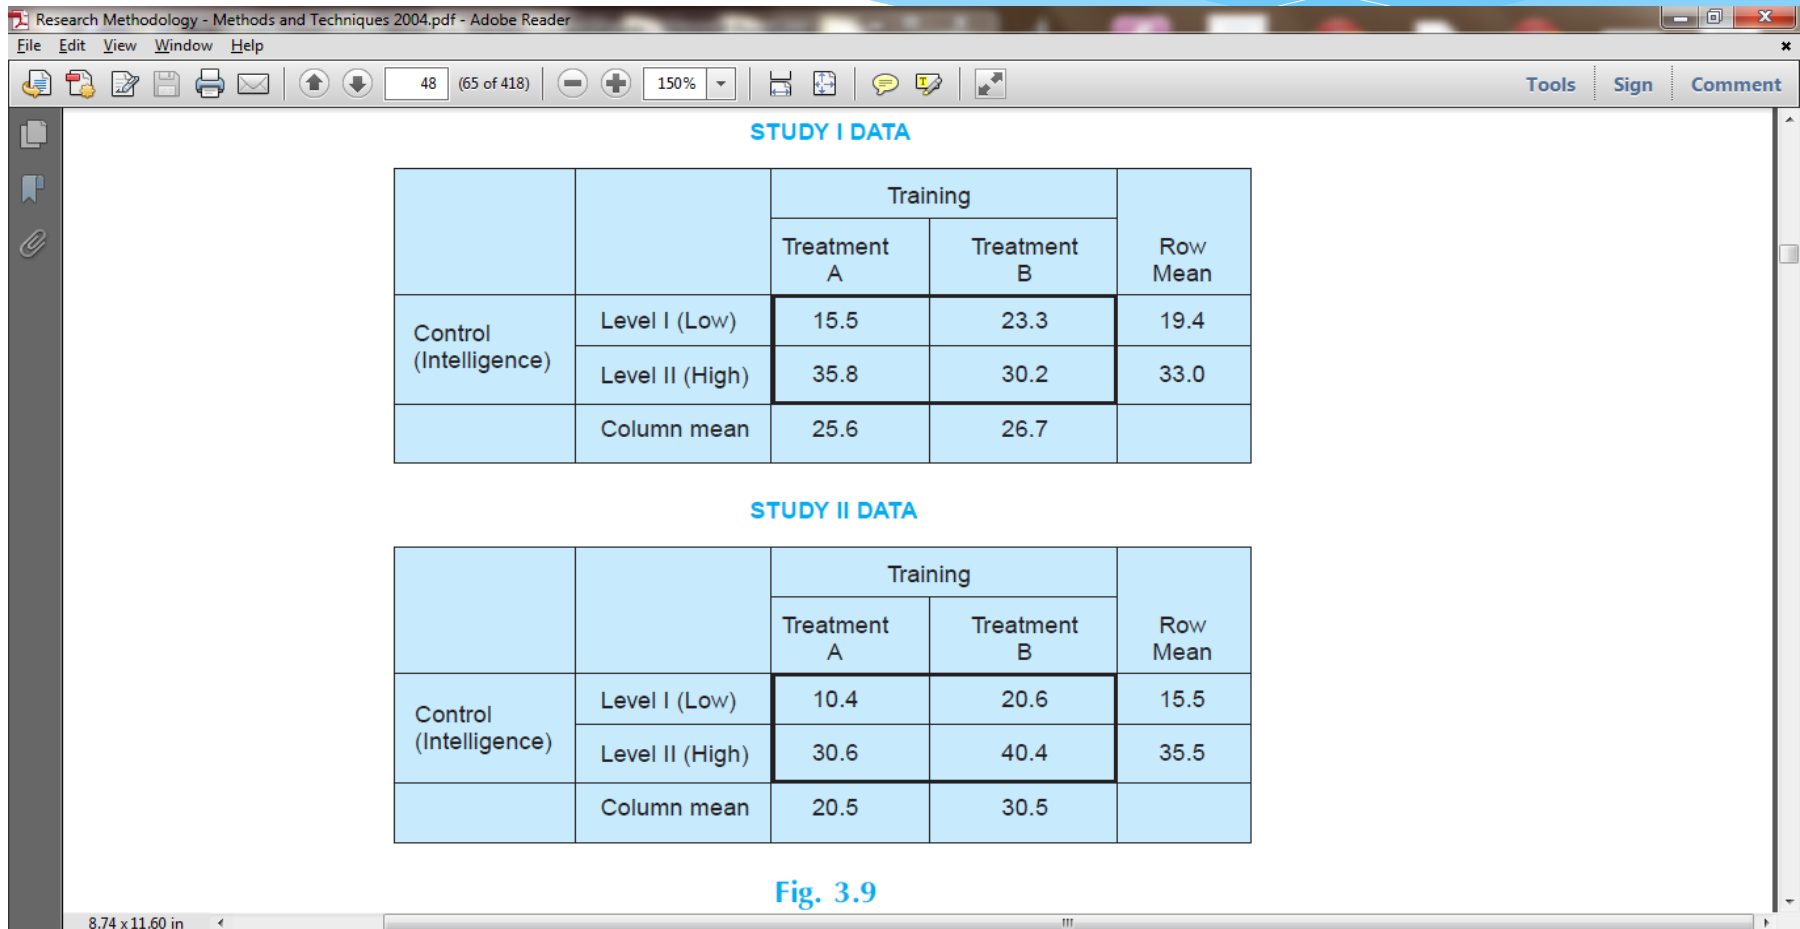 Research Methodology - Methods and Techniques 2004.pdf - Adobe Reader
File Edit View Window Help
48 (65 of 418) 150% Tools Sign Comment
STUDY I DATA
Training
Treatment A Treatment B Row Mean
Control (Intelligence) Level I (Low) 15.5 23.3 19.4
Level II (High) 35.8 30.2 33.0
Column mean 25.6 26.7
STUDY II DATA
Training
Treatment A Treatment B Row Mean
Control (Intelligence) Level I (Low) 10.4 20.6 15.5
Level II (High) 30.6 40.4 35.5
Column mean 20.5 30.5
Fig. 3.9
8.74 x 11.60 in